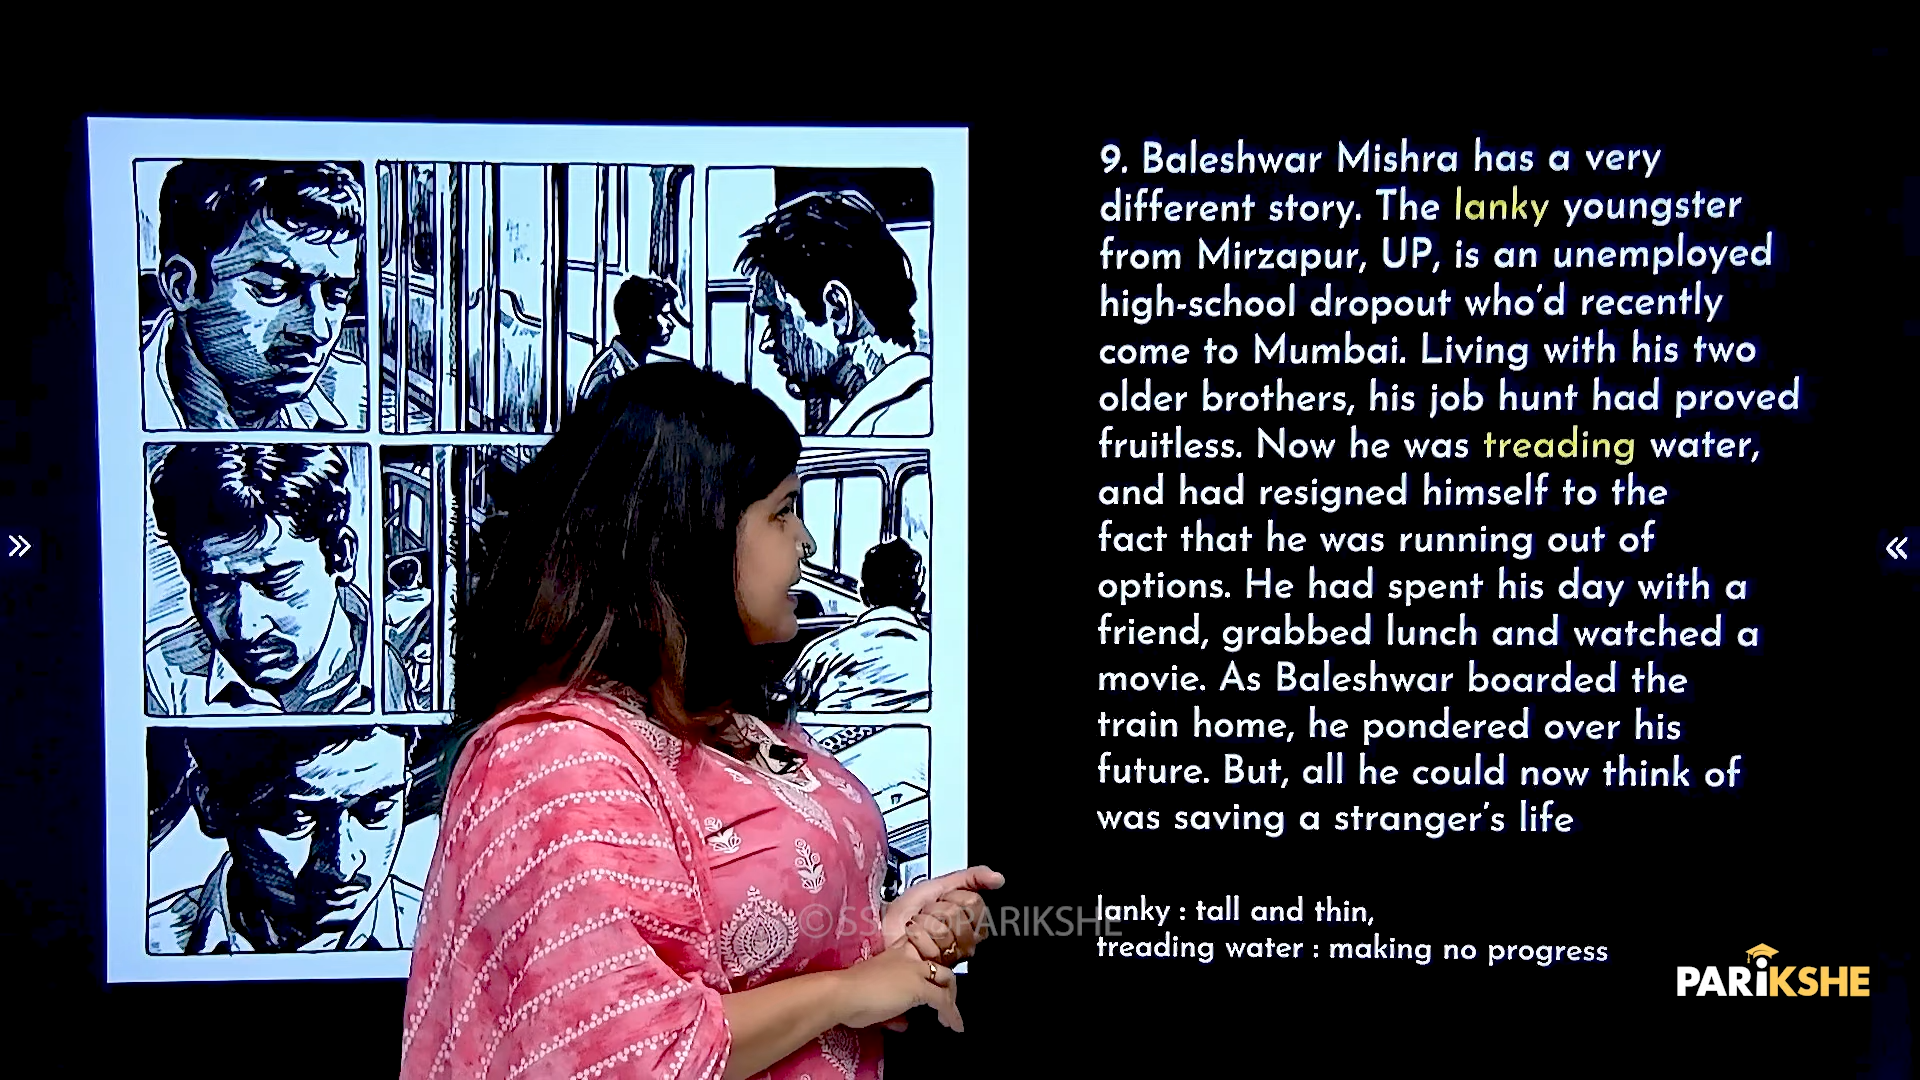 9. Baleshwar Mishra has a very
different story. The lanky youngster
from Mirzapur, UP, is an unemployed
high-school dropout who'd recently
come to Mumbai. Living with his two
older brothers, his job hunt had proved
fruitless. Now he was treading water,
and had resigned himself to the
fact that he was running out of
options. He had spent his day with a
friend, grabbed lunch and watched a
movie. As Baleshwar boarded the
train home, he pondered over his
future. But, all he could now think of
was saving a stranger's life
lanky : tall and thin,
treading water : making no progress
©SSLC@PARIKSHE
PARIKSHE